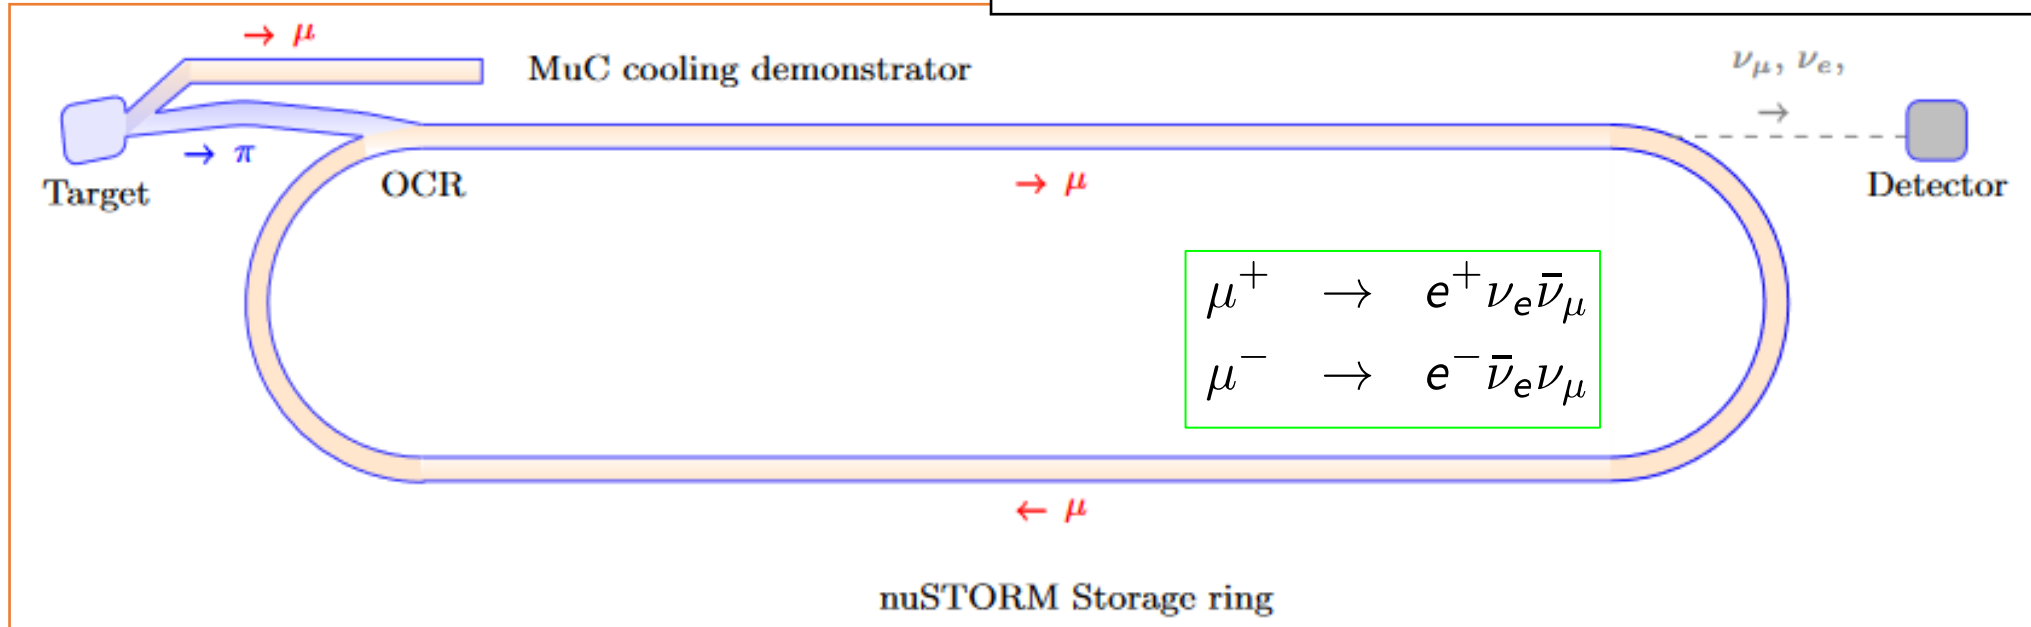 → μ
MuC cooling demonstrator
ν_μ, ν_e,
→
→ π
Target
OCR
→ μ
Detector
μ⁺ → e⁺ν_e ν̄_μ
μ⁻ → e⁻ν̄_e ν_μ
← μ
nuSTORM Storage ring